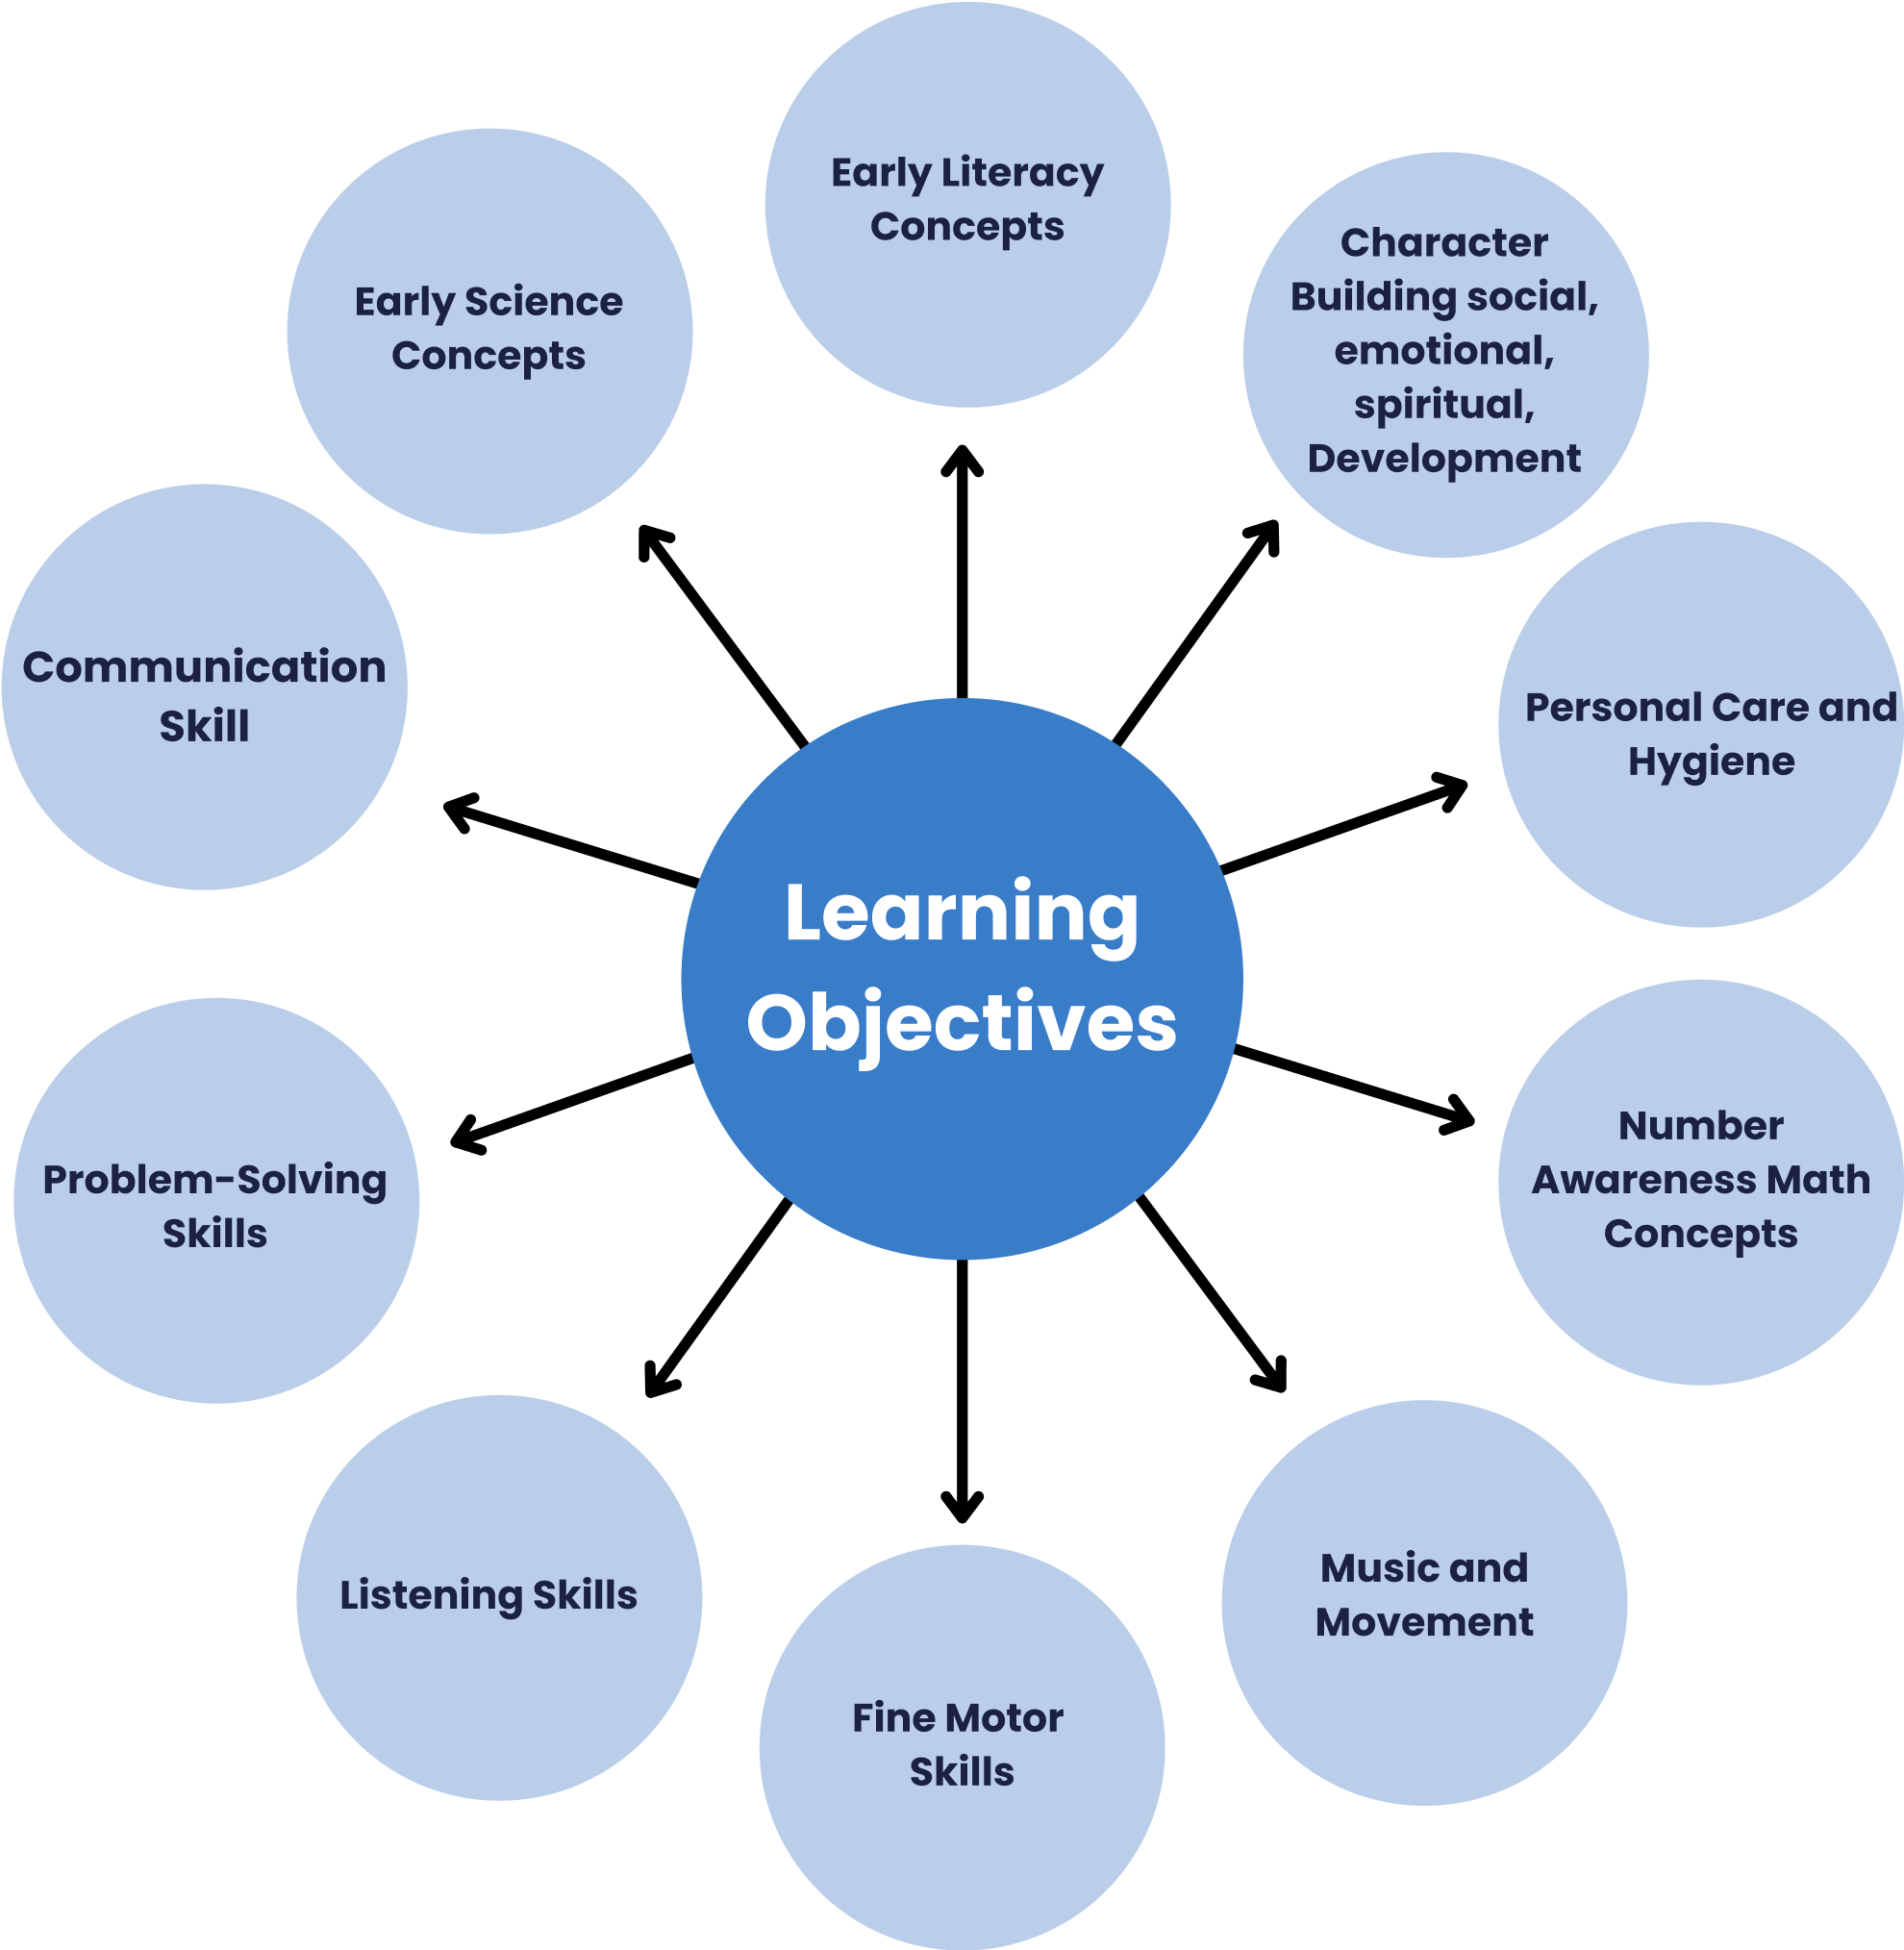 Early Literacy
Concepts
Character
Building social,
emotional,
spiritual,
Development
Personal Care and
Hygiene
Number
Awareness Math
Concepts
Music and
Movement
Fine Motor
Skills
Listening Skills
Problem-Solving
Skills
Communication
Skill
Early Science
Concepts
Learning
Objectives